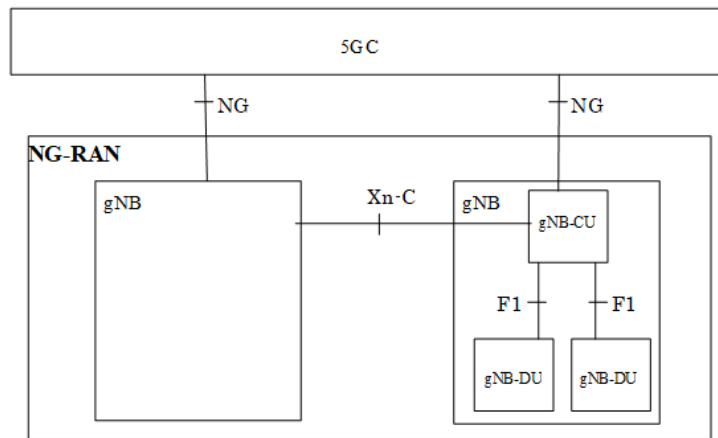 5GC
NG
NG
NG-RAN
gNB
Xn-C
gNB
gNB-CU
F1
F1
gNB-DU
gNB-DU